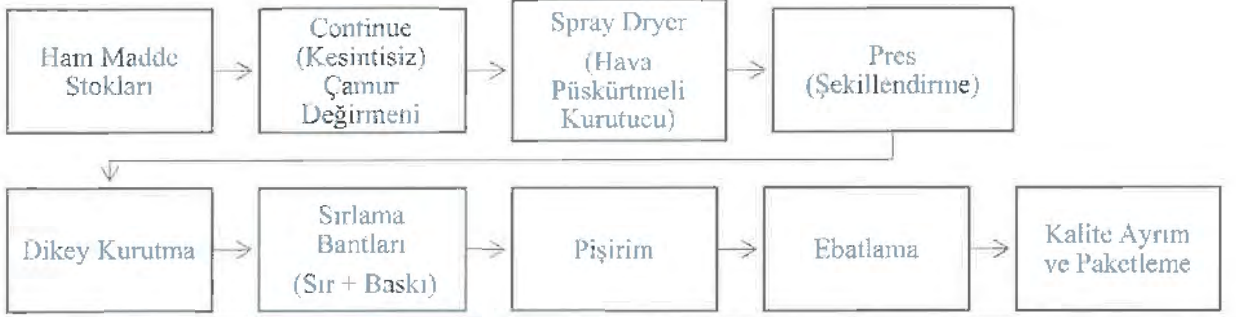 Ham Madde
Stokları
Continue
(Kesintisiz)
Çamur
Değirmeni
Spray Dryer
(Hava
Püskürtmeli
Kurutucu)
Pres
(Şekillendirme)
Dikey Kurutma
Sırlama
Bantları
(Sır + Baskı)
Pişirim
Ebatlama
Kalite Ayrım
ve Paketleme